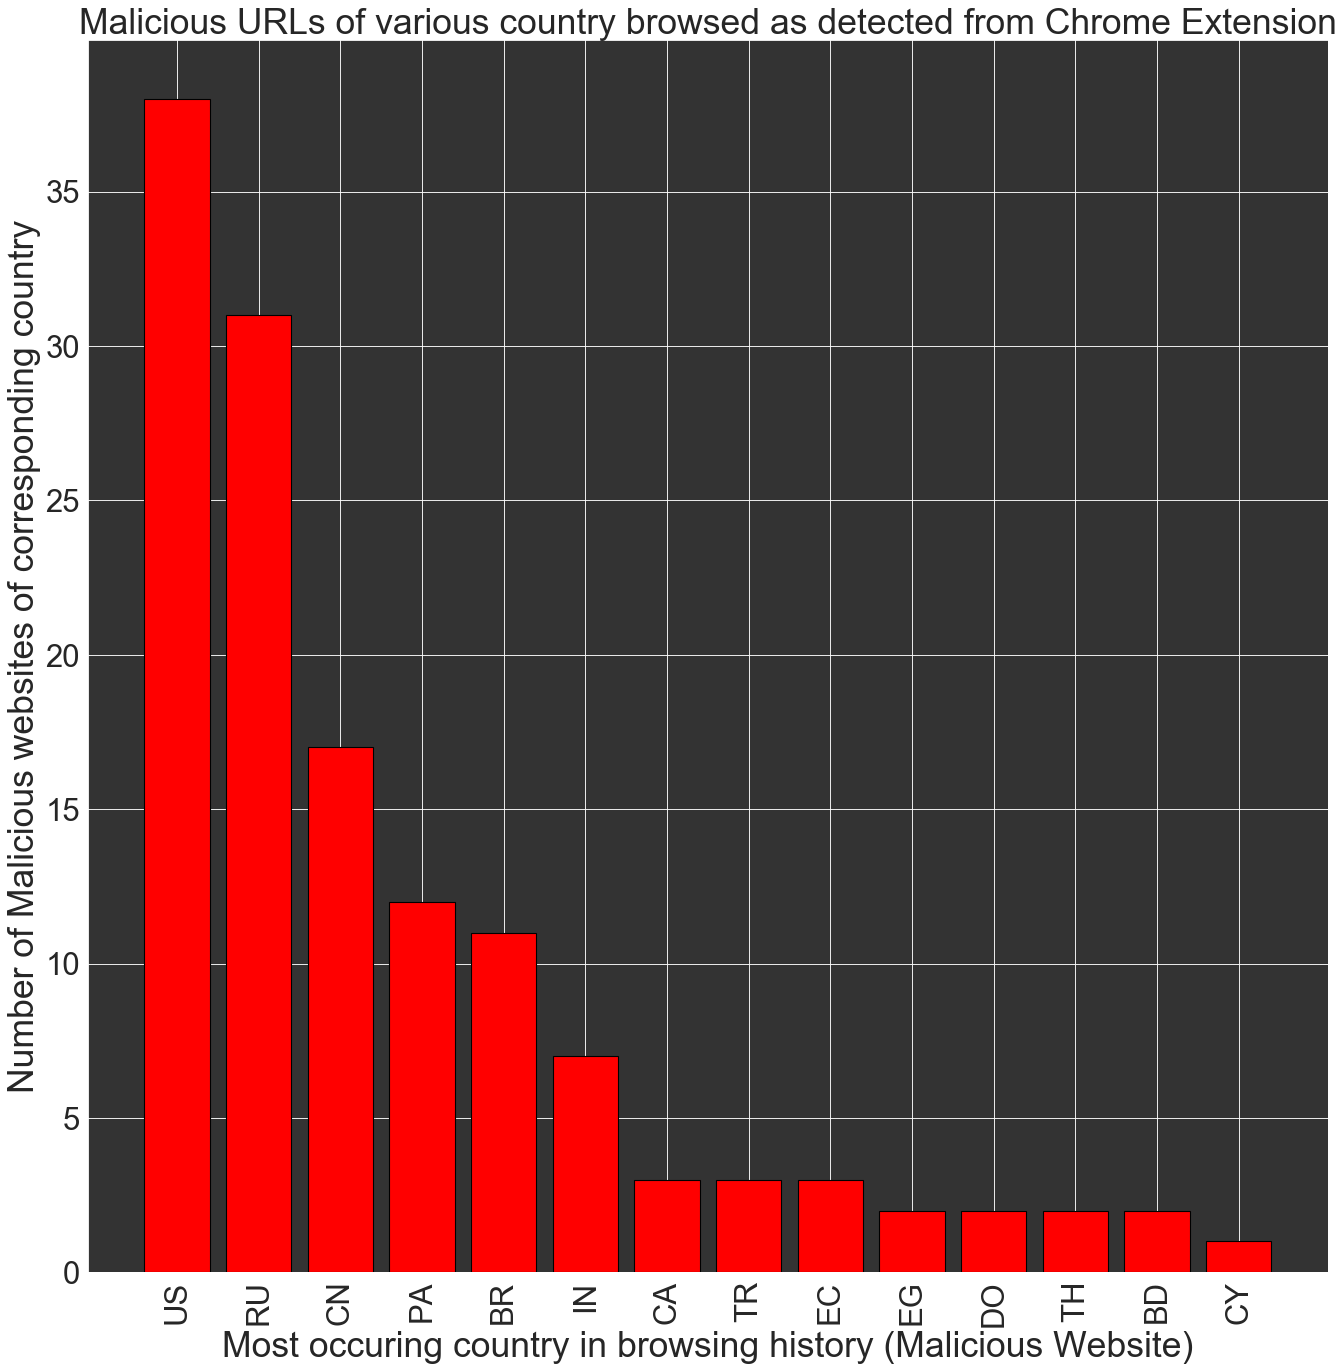 Malicious URLs of various country browsed as detected from Chrome Extension
Number of Malicious websites of corresponding country
35
30
25
20
15
10
5
0
US RU CN PA BR IN CA TR EC EG DO TH BD CY
Most occuring country in browsing history (Malicious Website)